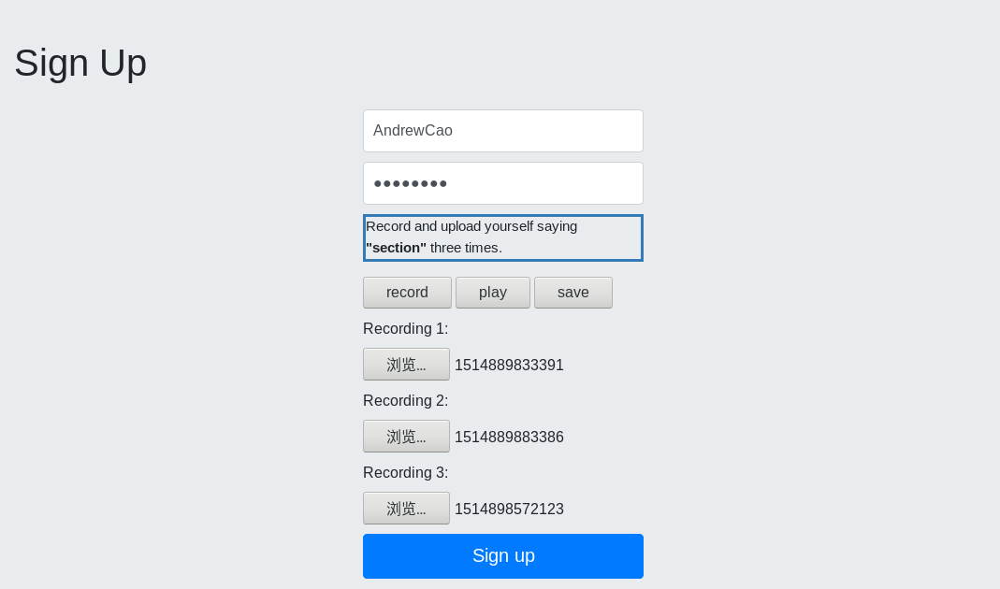 Sign Up
AndrewCao
●●●●●●●●
Record and upload yourself saying
"section" three times.
record play save
Recording 1:
浏览... 1514889833391
Recording 2:
浏览... 1514889883386
Recording 3:
浏览... 1514898572123
Sign up